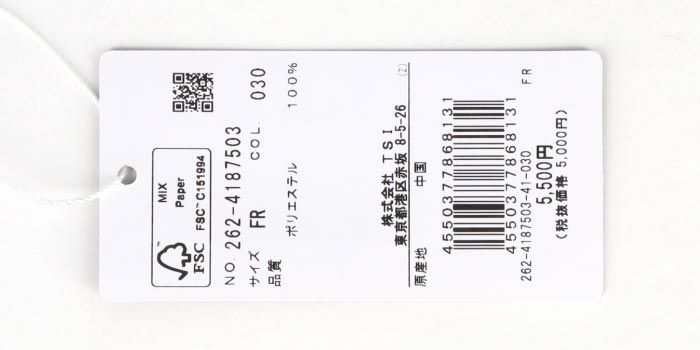 MIX
Paper
FSC™ C151994
FSC
NO. 262-4187503
サイズ FR COL. 030
品質 ポリエステル 100%
株式会社 TSI
東京都港区赤坂 8-5-26 (Z)
原産地 中国
4550377868131
4550377868131 FR
262-4187503-41-030
5,500円
(税抜価格 5,000円)